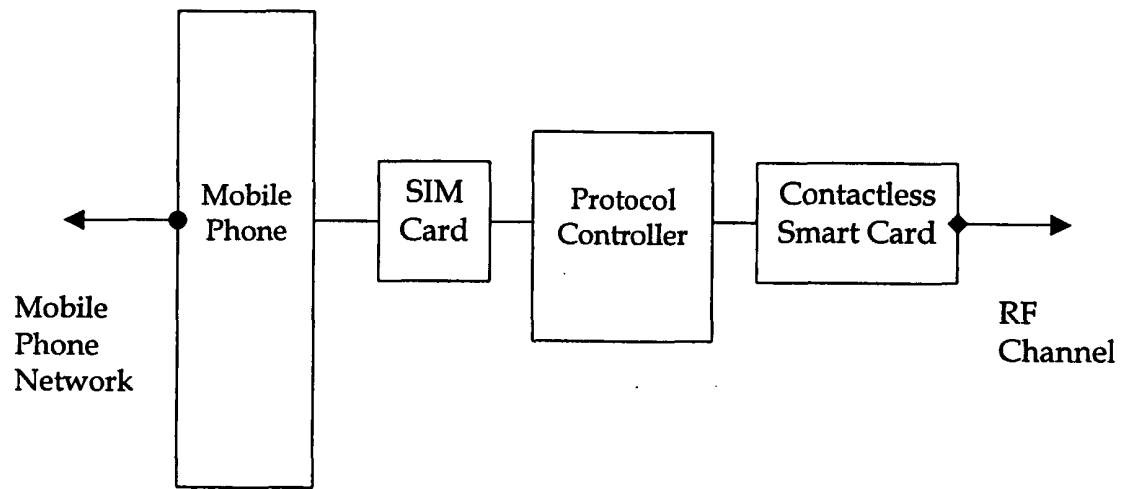 Mobile
Phone
SIM
Card
Protocol
Controller
Contactless
Smart Card
Mobile
Phone
Network
RF
Channel